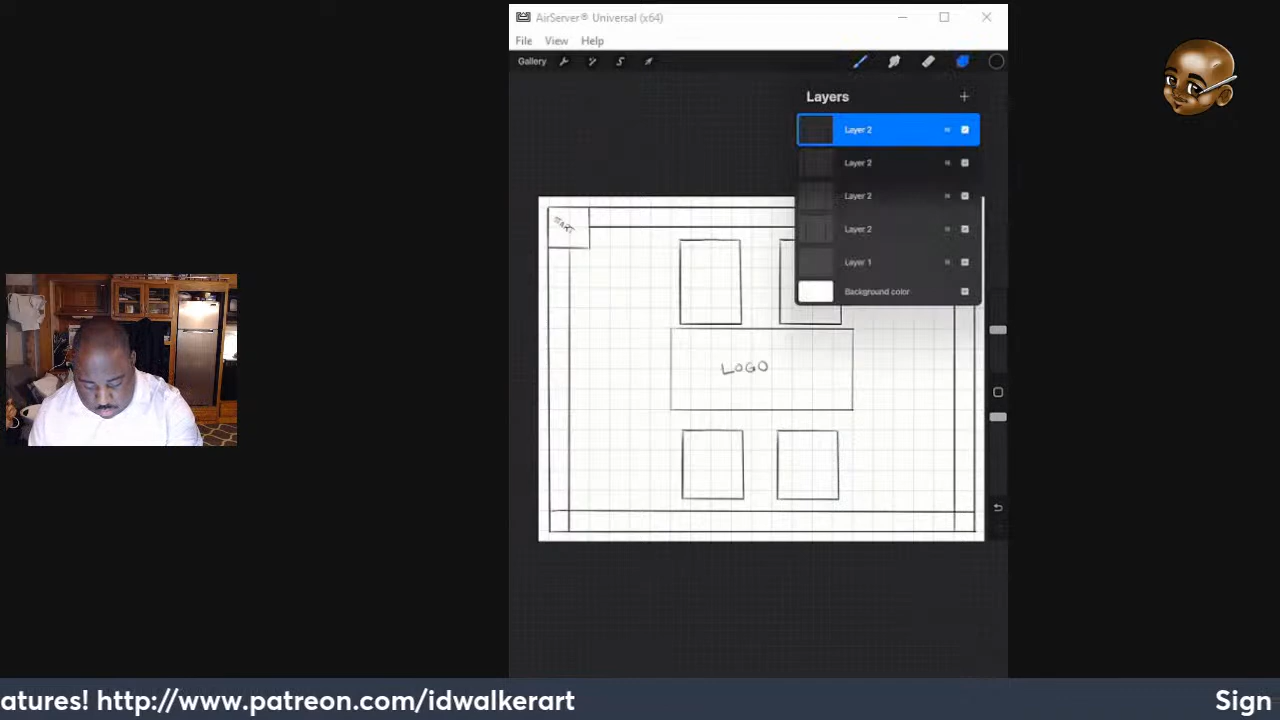 AirServer® Universal (x64)
File View Help
Gallery
Layers
Layer 2
Layer 2
Layer 2
Layer 2
Layer 1
Background color
START
LOGO
atures! http://www.patreon.com/idwalkerart
Sign